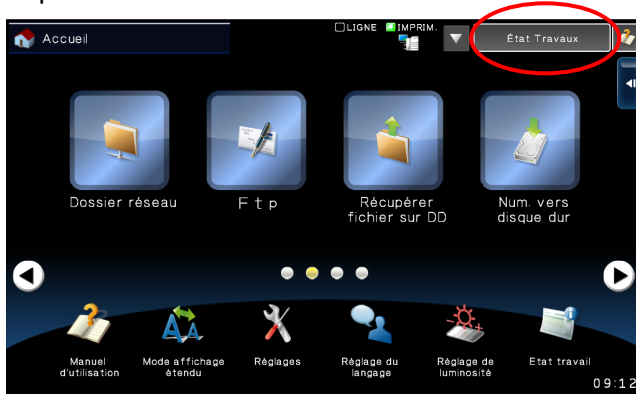 Accueil
LIGNE IMPRIM.
État Travaux
Dossier réseau
Ftp
Récupérer
fichier sur DD
Num. vers
disque dur
Manuel
d'utilisation
Mode affichage
étendu
Réglages
Réglage du
langage
Réglage de
luminosité
Etat travail
09:12